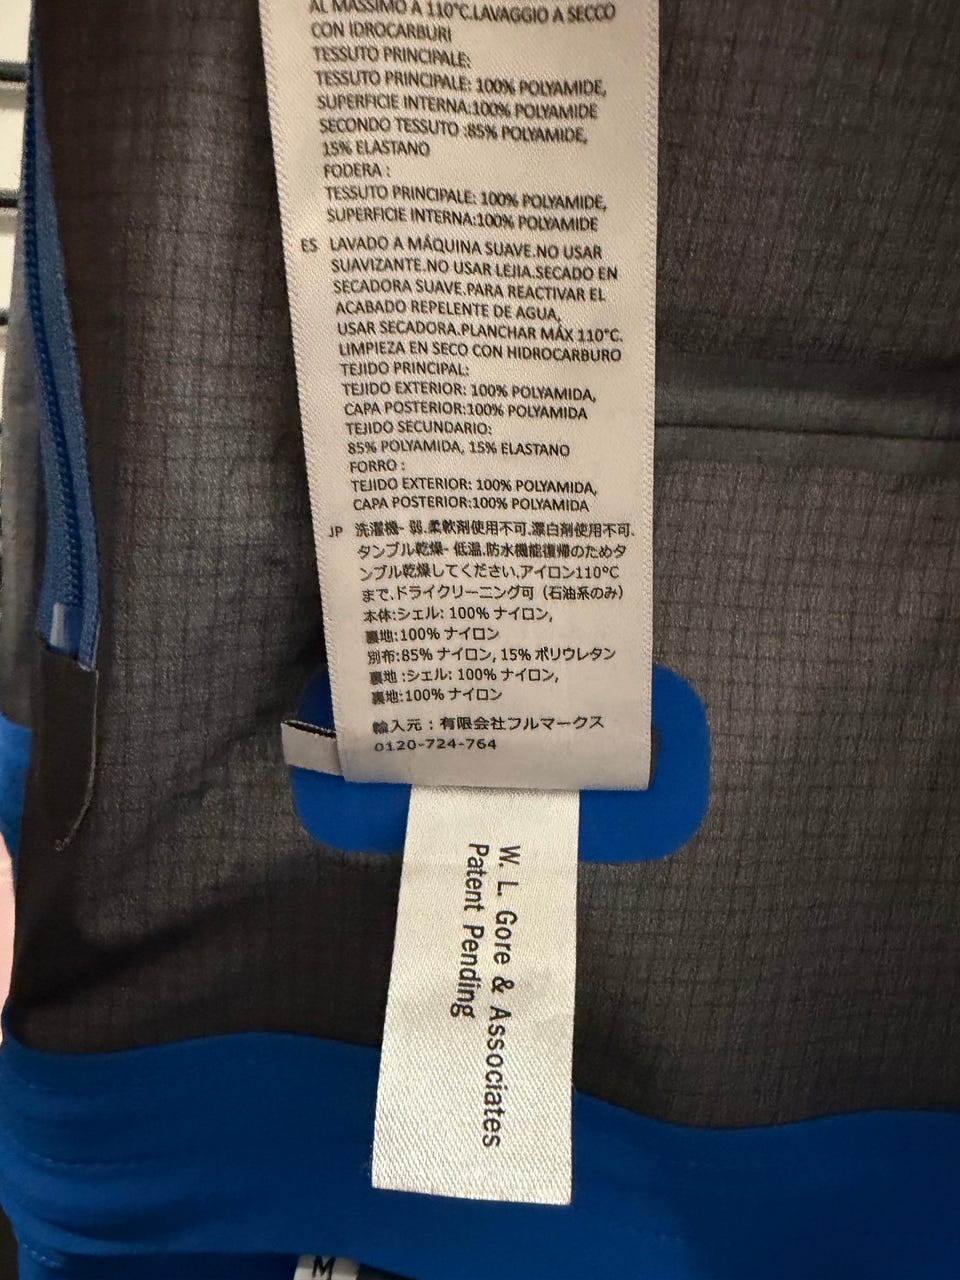 AL MASSIMO A 110°C.LAVAGGIO A SECCO
CON IDROCARBURI
TESSUTO PRINCIPALE:
TESSUTO PRINCIPALE: 100% POLYAMIDE,
SUPERFICIE INTERNA:100% POLYAMIDE
SECONDO TESSUTO :85% POLYAMIDE,
15% ELASTANO
FODERA :
TESSUTO PRINCIPALE: 100% POLYAMIDE,
SUPERFICIE INTERNA:100% POLYAMIDE
ES LAVADO A MÁQUINA SUAVE.NO USAR
SUAVIZANTE.NO USAR LEJIA.SECADO EN
SECADORA SUAVE.PARA REACTIVAR EL
ACABADO REPELENTE DE AGUA,
USAR SECADORA.PLANCHAR MÁX 110°C.
LIMPIEZA EN SECO CON HIDROCARBURO
TEJIDO PRINCIPAL:
TEJIDO EXTERIOR: 100% POLYAMIDA,
CAPA POSTERIOR:100% POLYAMIDA
TEJIDO SECUNDARIO:
85% POLYAMIDA, 15% ELASTANO
FORRO :
TEJIDO EXTERIOR: 100% POLYAMIDA,
CAPA POSTERIOR:100% POLYAMIDA
JP 洗濯機- 弱.柔軟剤使用不可.漂白剤使用不可.
タンブル乾燥- 低温.防水機能復帰のためタ
ンブル乾燥してください.アイロン110°C
まで.ドライクリーニング可（石油系のみ）
本体:シェル: 100% ナイロン,
裏地:100% ナイロン
別布:85% ナイロン, 15% ポリウレタン
裏地 :シェル: 100% ナイロン,
裏地:100% ナイロン
輸入元：有限会社フルマークス
0120-724-764
W. L. Gore & Associates
Patent Pending
M